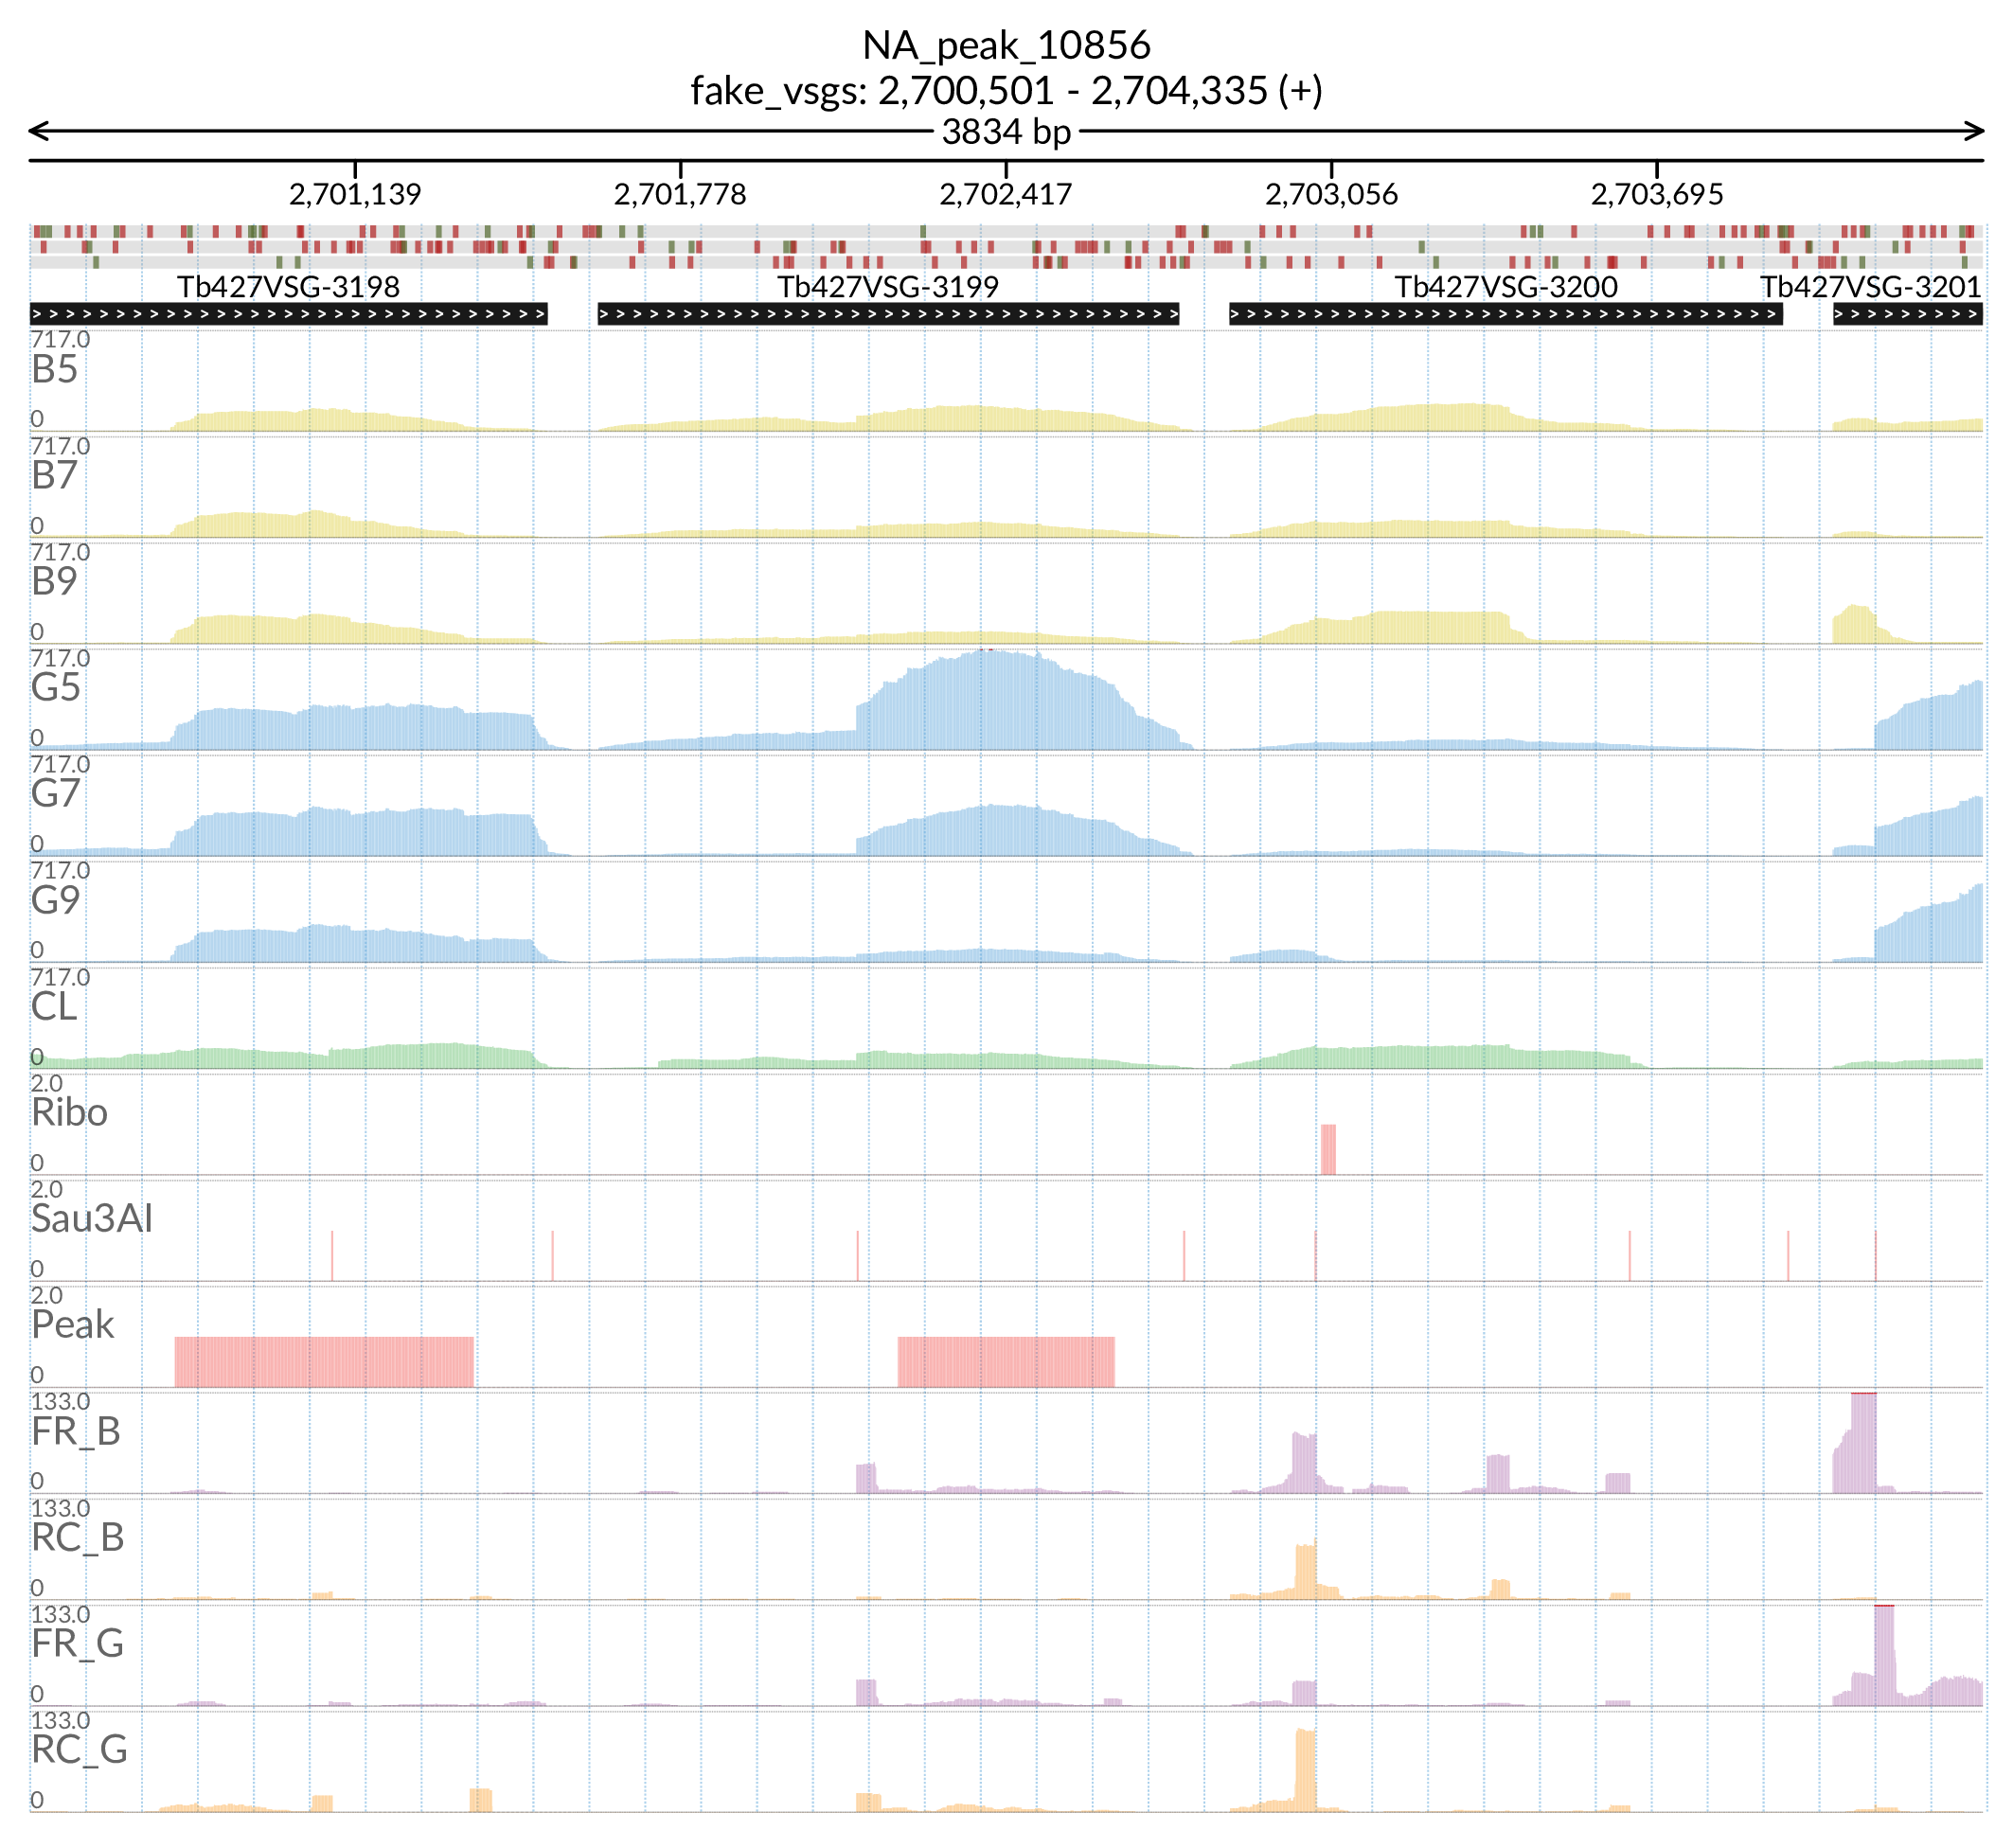 NA_peak_10856
fake_vsgs: 2,700,501 - 2,704,335 (+)
3834 bp
2,701,139 2,701,778 2,702,417 2,703,056 2,703,695
Tb427VSG-3198 Tb427VSG-3199 Tb427VSG-3200 Tb427VSG-3201
717.0
B5
0
717.0
B7
0
717.0
B9
0
717.0
G5
0
717.0
G7
0
717.0
G9
0
717.0
CL
0
2.0
Ribo
0
2.0
Sau3AI
0
2.0
Peak
0
133.0
FR_B
0
133.0
RC_B
0
133.0
FR_G
0
133.0
RC_G
0